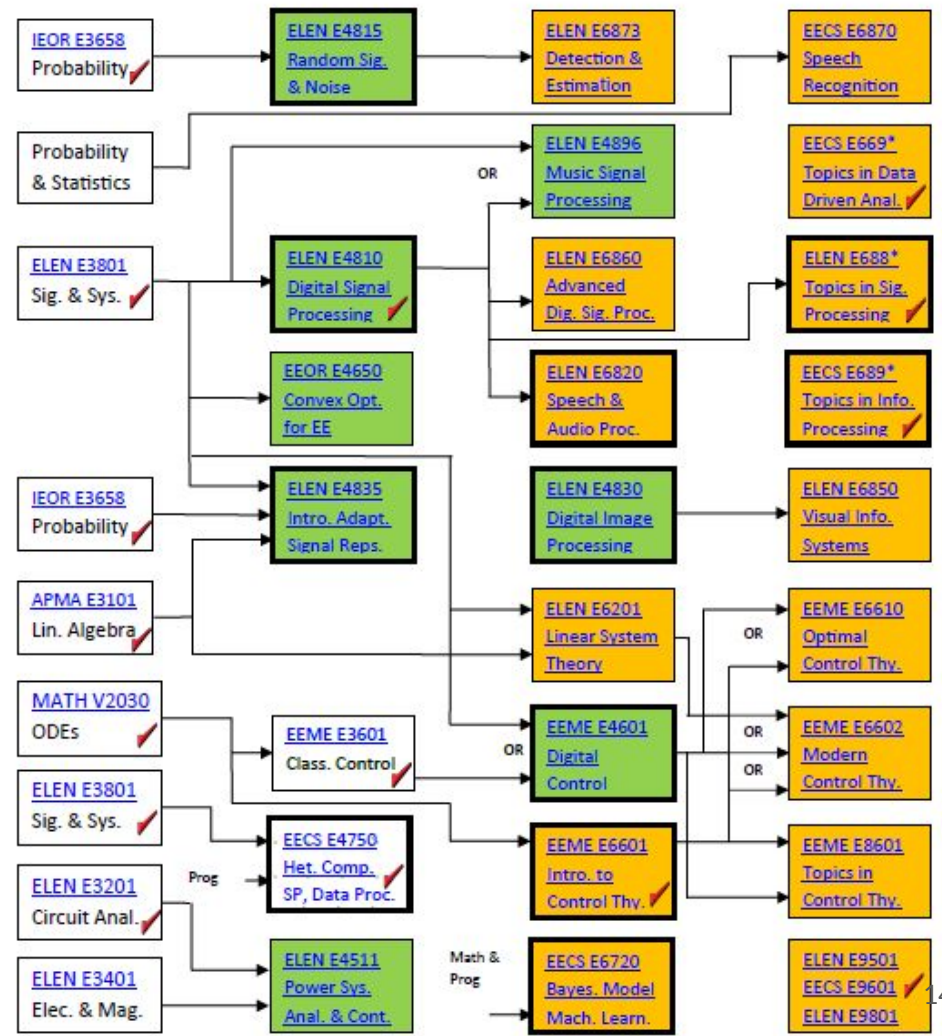 IEOR E3658
Probability
ELEN E4815
Random Sig.
& Noise
ELEN E6873
Detection &
Estimation
EECS E6870
Speech
Recognition
Probability
& Statistics
OR
ELEN E4896
Music Signal
Processing
EECS E669*
Topics in Data
Driven Anal.
ELEN E3801
Sig. & Sys.
ELEN E4810
Digital Signal
Processing
ELEN E6860
Advanced
Dig. Sig. Proc.
ELEN E688*
Topics in Sig.
Processing
EEOR E4650
Convex Opt.
for EE
ELEN E6820
Speech &
Audio Proc.
EECS E689*
Topics in Info.
Processing
IEOR E3658
Probability
ELEN E4835
Intro. Adapt.
Signal Reps.
ELEN E4830
Digital Image
Processing
ELEN E6850
Visual Info.
Systems
APMA E3101
Lin. Algebra
ELEN E6201
Linear System
Theory
OR
EEME E6610
Optimal
Control Thy.
MATH V2030
ODEs
EEME E3601
Class. Control
OR
EEME E4601
Digital
Control
OR
OR
EEME E6602
Modern
Control Thy.
ELEN E3801
Sig. & Sys.
Prog
EECS E4750
Het. Comp.
SP, Data Proc.
EEME E6601
Intro. to
Control Thy.
EEME E8601
Topics in
Control Thy.
ELEN E3201
Circuit Anal.
ELEN E3401
Elec. & Mag.
ELEN E4511
Power Sys.
Anal. & Cont.
Math &
Prog
EECS E6720
Bayes. Model
Mach. Learn.
ELEN E9501
EECS E9601
ELEN E9801
14